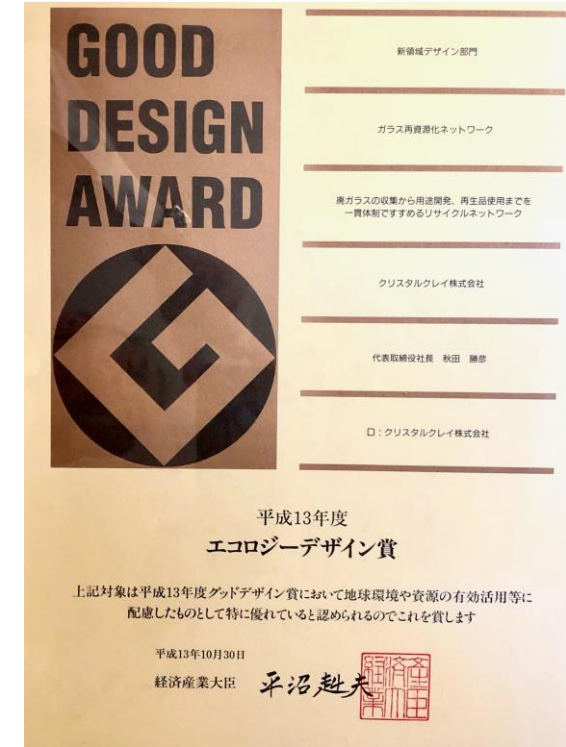 GOOD
DESIGN
AWARD
新領域デザイン部門
ガラス再資源化ネットワーク
廃ガラスの収集から用途開発、再生品使用までを
一貫体制ですすめるリサイクルネットワーク
クリスタルクレイ株式会社
代表取締役社長 秋田 勝彦
D：クリスタルクレイ株式会社
平成13年度
エコロジーデザイン賞
上記対象は平成13年度グッドデザイン賞において地球環境や資源の有効活用等に
配慮したものとして特に優れていると認められるのでこれを賞します
平成13年10月30日
経済産業大臣 平沼赳夫